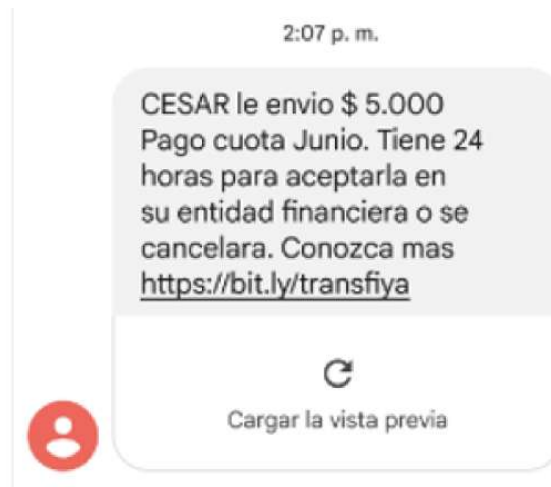 2:07 p. m.
CESAR le envio $ 5.000
Pago cuota Junio. Tiene 24
horas para aceptarla en
su entidad financiera o se
cancelara. Conozca mas
https://bit.ly/transfiya
Cargar la vista previa